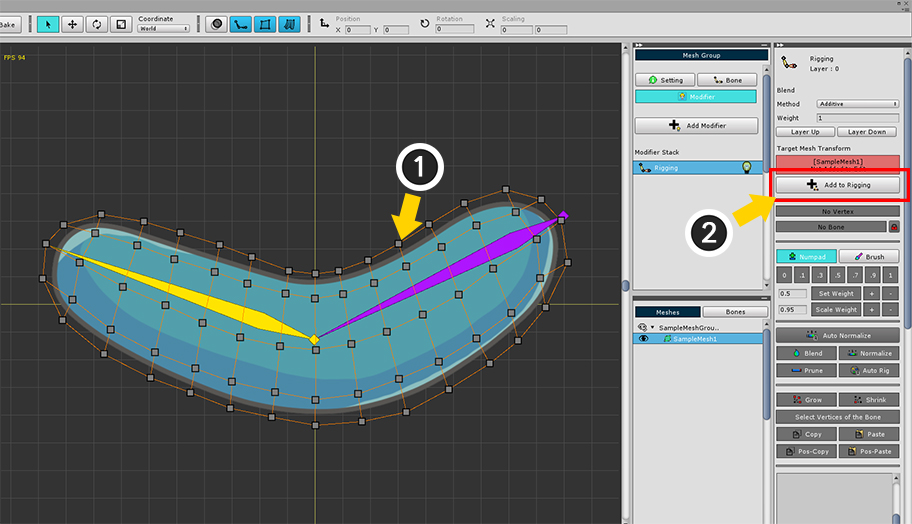 Bake
Coordinate
World
Position
X 0 Y 0
Rotation
0
Scaling
0 0
FPS 94
1
2
Mesh Group
Setting
Bone
Modifier
Add Modifier
Modifier Stack
Rigging
Meshes
Bones
SampleMeshGrou..
SampleMesh1
Rigging
Layer : 0
Blend
Method Additive
Weight 1
Layer Up Layer Down
Target Mesh Transform
[SampleMesh1]
Add to Rigging
No Vertex
No Bone
Numpad Brush
0 .1 .3 .5 .7 .9 1
0.5 Set Weight + -
0.95 Scale Weight + -
Auto Normalize
Blend Normalize
Prune Auto Rig
Grow Shrink
Select Vertices of the Bone
Copy Paste
Pos-Copy Pos-Paste